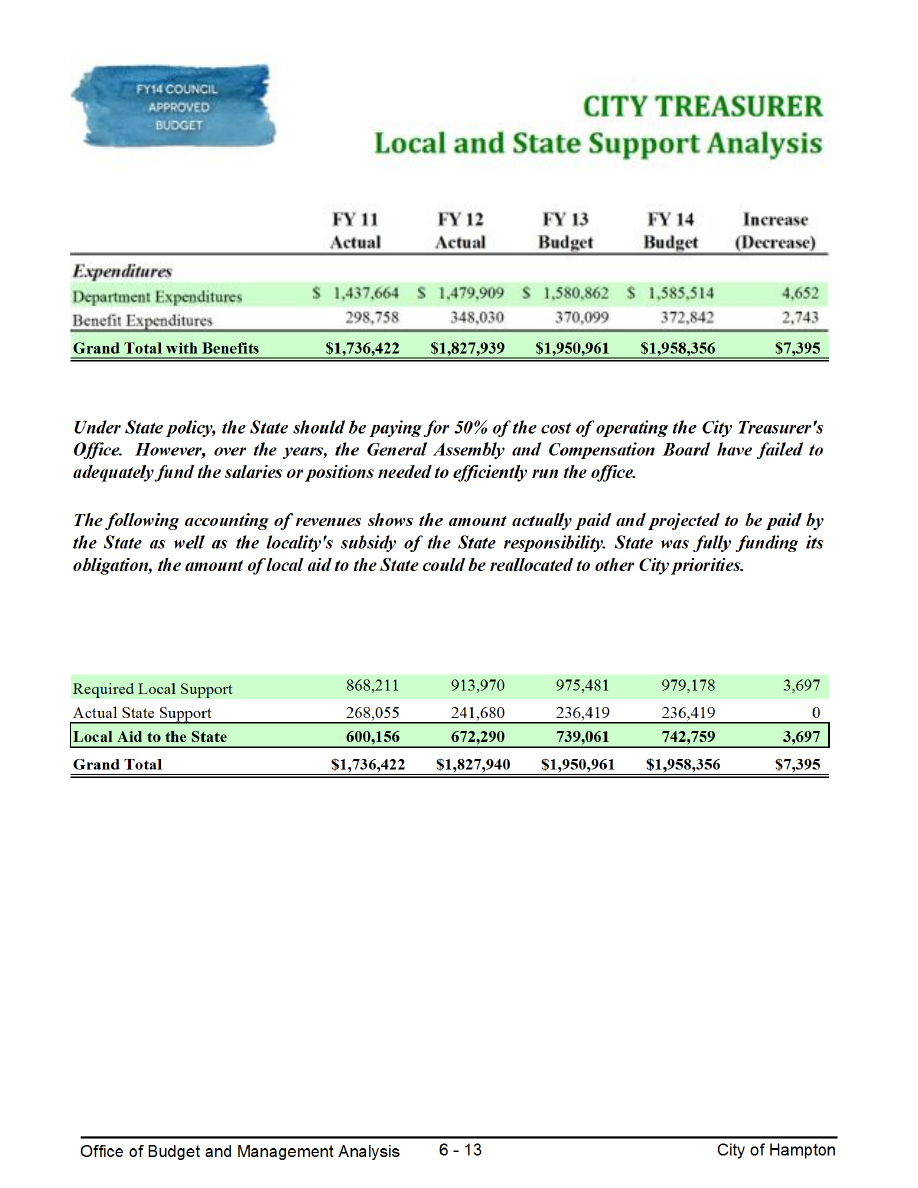 FY14 COUNCIL
APPROVED
BUDGET
CITY TREASURER
Local and State Support Analysis
FY 11 FY 12 FY 13 FY 14 Increase
Actual Actual Budget Budget (Decrease)
Expenditures
Department Expenditures $ 1,437,664 $ 1,479,909 $ 1,580,862 $ 1,585,514 4,652
Benefit Expenditures 298,758 348,030 370,099 372,842 2,743
Grand Total with Benefits $1,736,422 $1,827,939 $1,950,961 $1,958,356 $7,395
Under State policy, the State should be paying for 50% of the cost of operating the City Treasurer's
Office. However, over the years, the General Assembly and Compensation Board have failed to
adequately fund the salaries or positions needed to efficiently run the office.
The following accounting of revenues shows the amount actually paid and projected to be paid by
the State as well as the locality's subsidy of the State responsibility. State was fully funding its
obligation, the amount of local aid to the State could be reallocated to other City priorities.
Required Local Support 868,211 913,970 975,481 979,178 3,697
Actual State Support 268,055 241,680 236,419 236,419 0
Local Aid to the State 600,156 672,290 739,061 742,759 3,697
Grand Total $1,736,422 $1,827,940 $1,950,961 $1,958,356 $7,395
Office of Budget and Management Analysis 6 - 13 City of Hampton